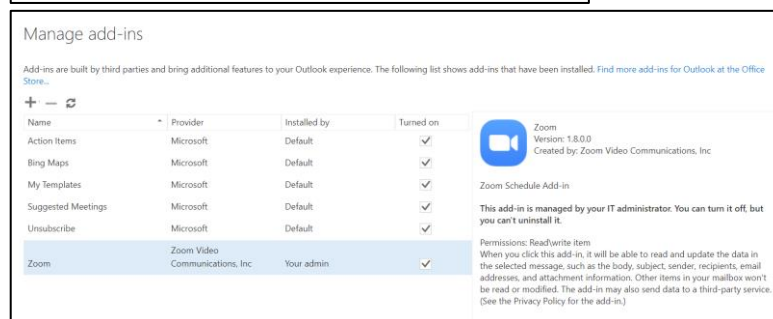 Manage add-ins
Add-ins are built by third parties and bring additional features to your Outlook experience. The following list shows add-ins that have been installed. Find more add-ins for Outlook at the Office
Store...
Name Provider Installed by Turned on
Action Items Microsoft Default
Bing Maps Microsoft Default
My Templates Microsoft Default
Suggested Meetings Microsoft Default
Unsubscribe Microsoft Default
Zoom Zoom Video Communications, Inc Your admin
Zoom
Version: 1.8.0.0
Created by: Zoom Video Communications, Inc
Zoom Schedule Add-in
This add-in is managed by your IT administrator. You can turn it off, but
you can't uninstall it.
Permissions: Read\write item
When you click this add-in, it will be able to read and update the data in
the selected message, such as the body, subject, sender, recipients, email
addresses, and attachment information. Other items in your mailbox won't
be read or modified. The add-in may also send data to a third-party service.
(See the Privacy Policy for the add-in.)